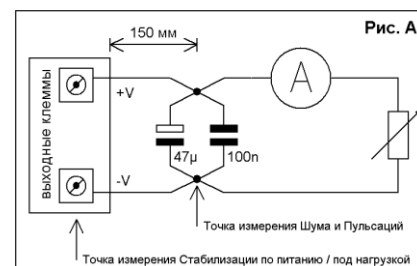 Рис. А
150 мм
выходные клеммы
+V
-V
A
47µ
100n
Точка измерения Шума и Пульсаций
Точка измерения Стабилизации по питанию / под нагрузкой